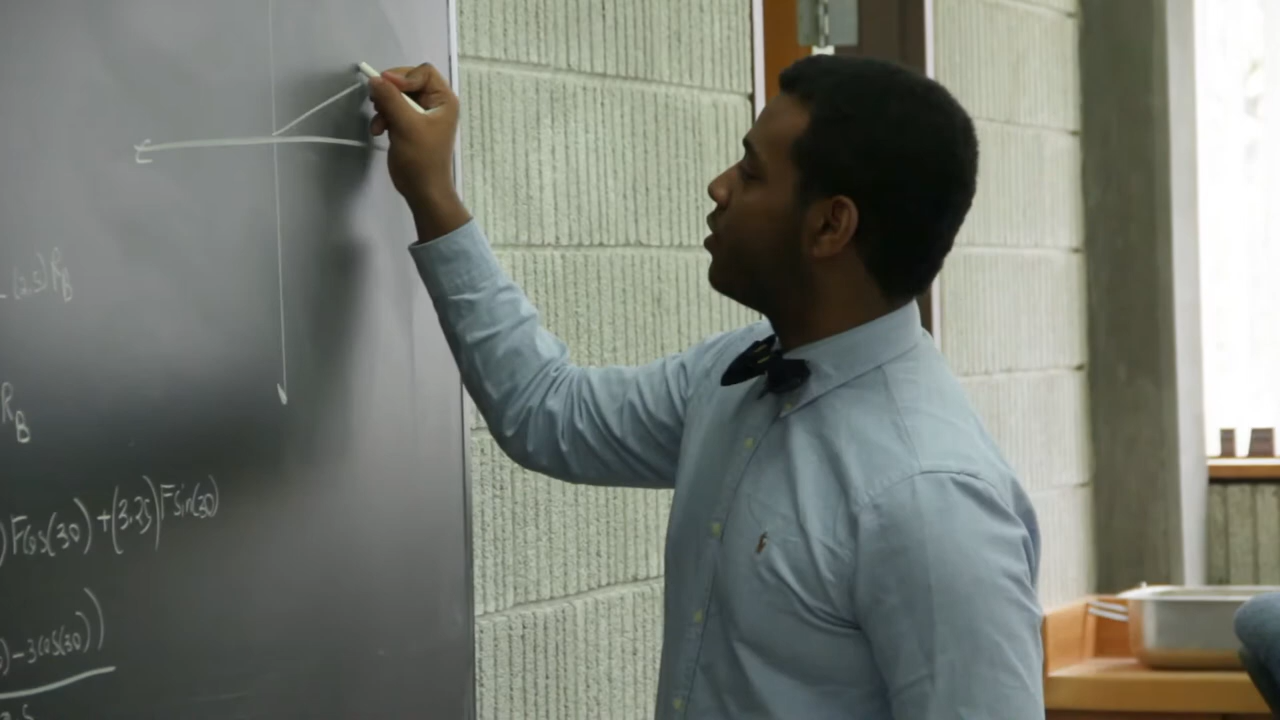 - (2.5) R_B
R_B
) Fcos(30) + (3.25) Fsin(30)
) - 3cos(30))